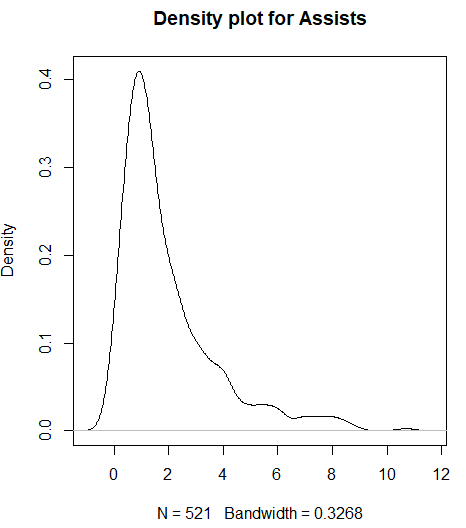 Density plot for Assists
Density
0.4
0.3
0.2
0.1
0.0
0 2 4 6 8 10 12
N = 521 Bandwidth = 0.3268